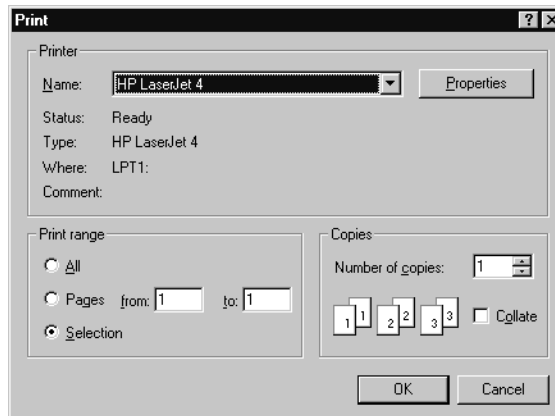 Print
Printer
Name: HP LaserJet 4 Properties
Status: Ready
Type: HP LaserJet 4
Where: LPT1:
Comment:
Print range
All
Pages from: 1 to: 1
Selection
Copies
Number of copies: 1
1 1 2 2 3 3 Collate
OK Cancel